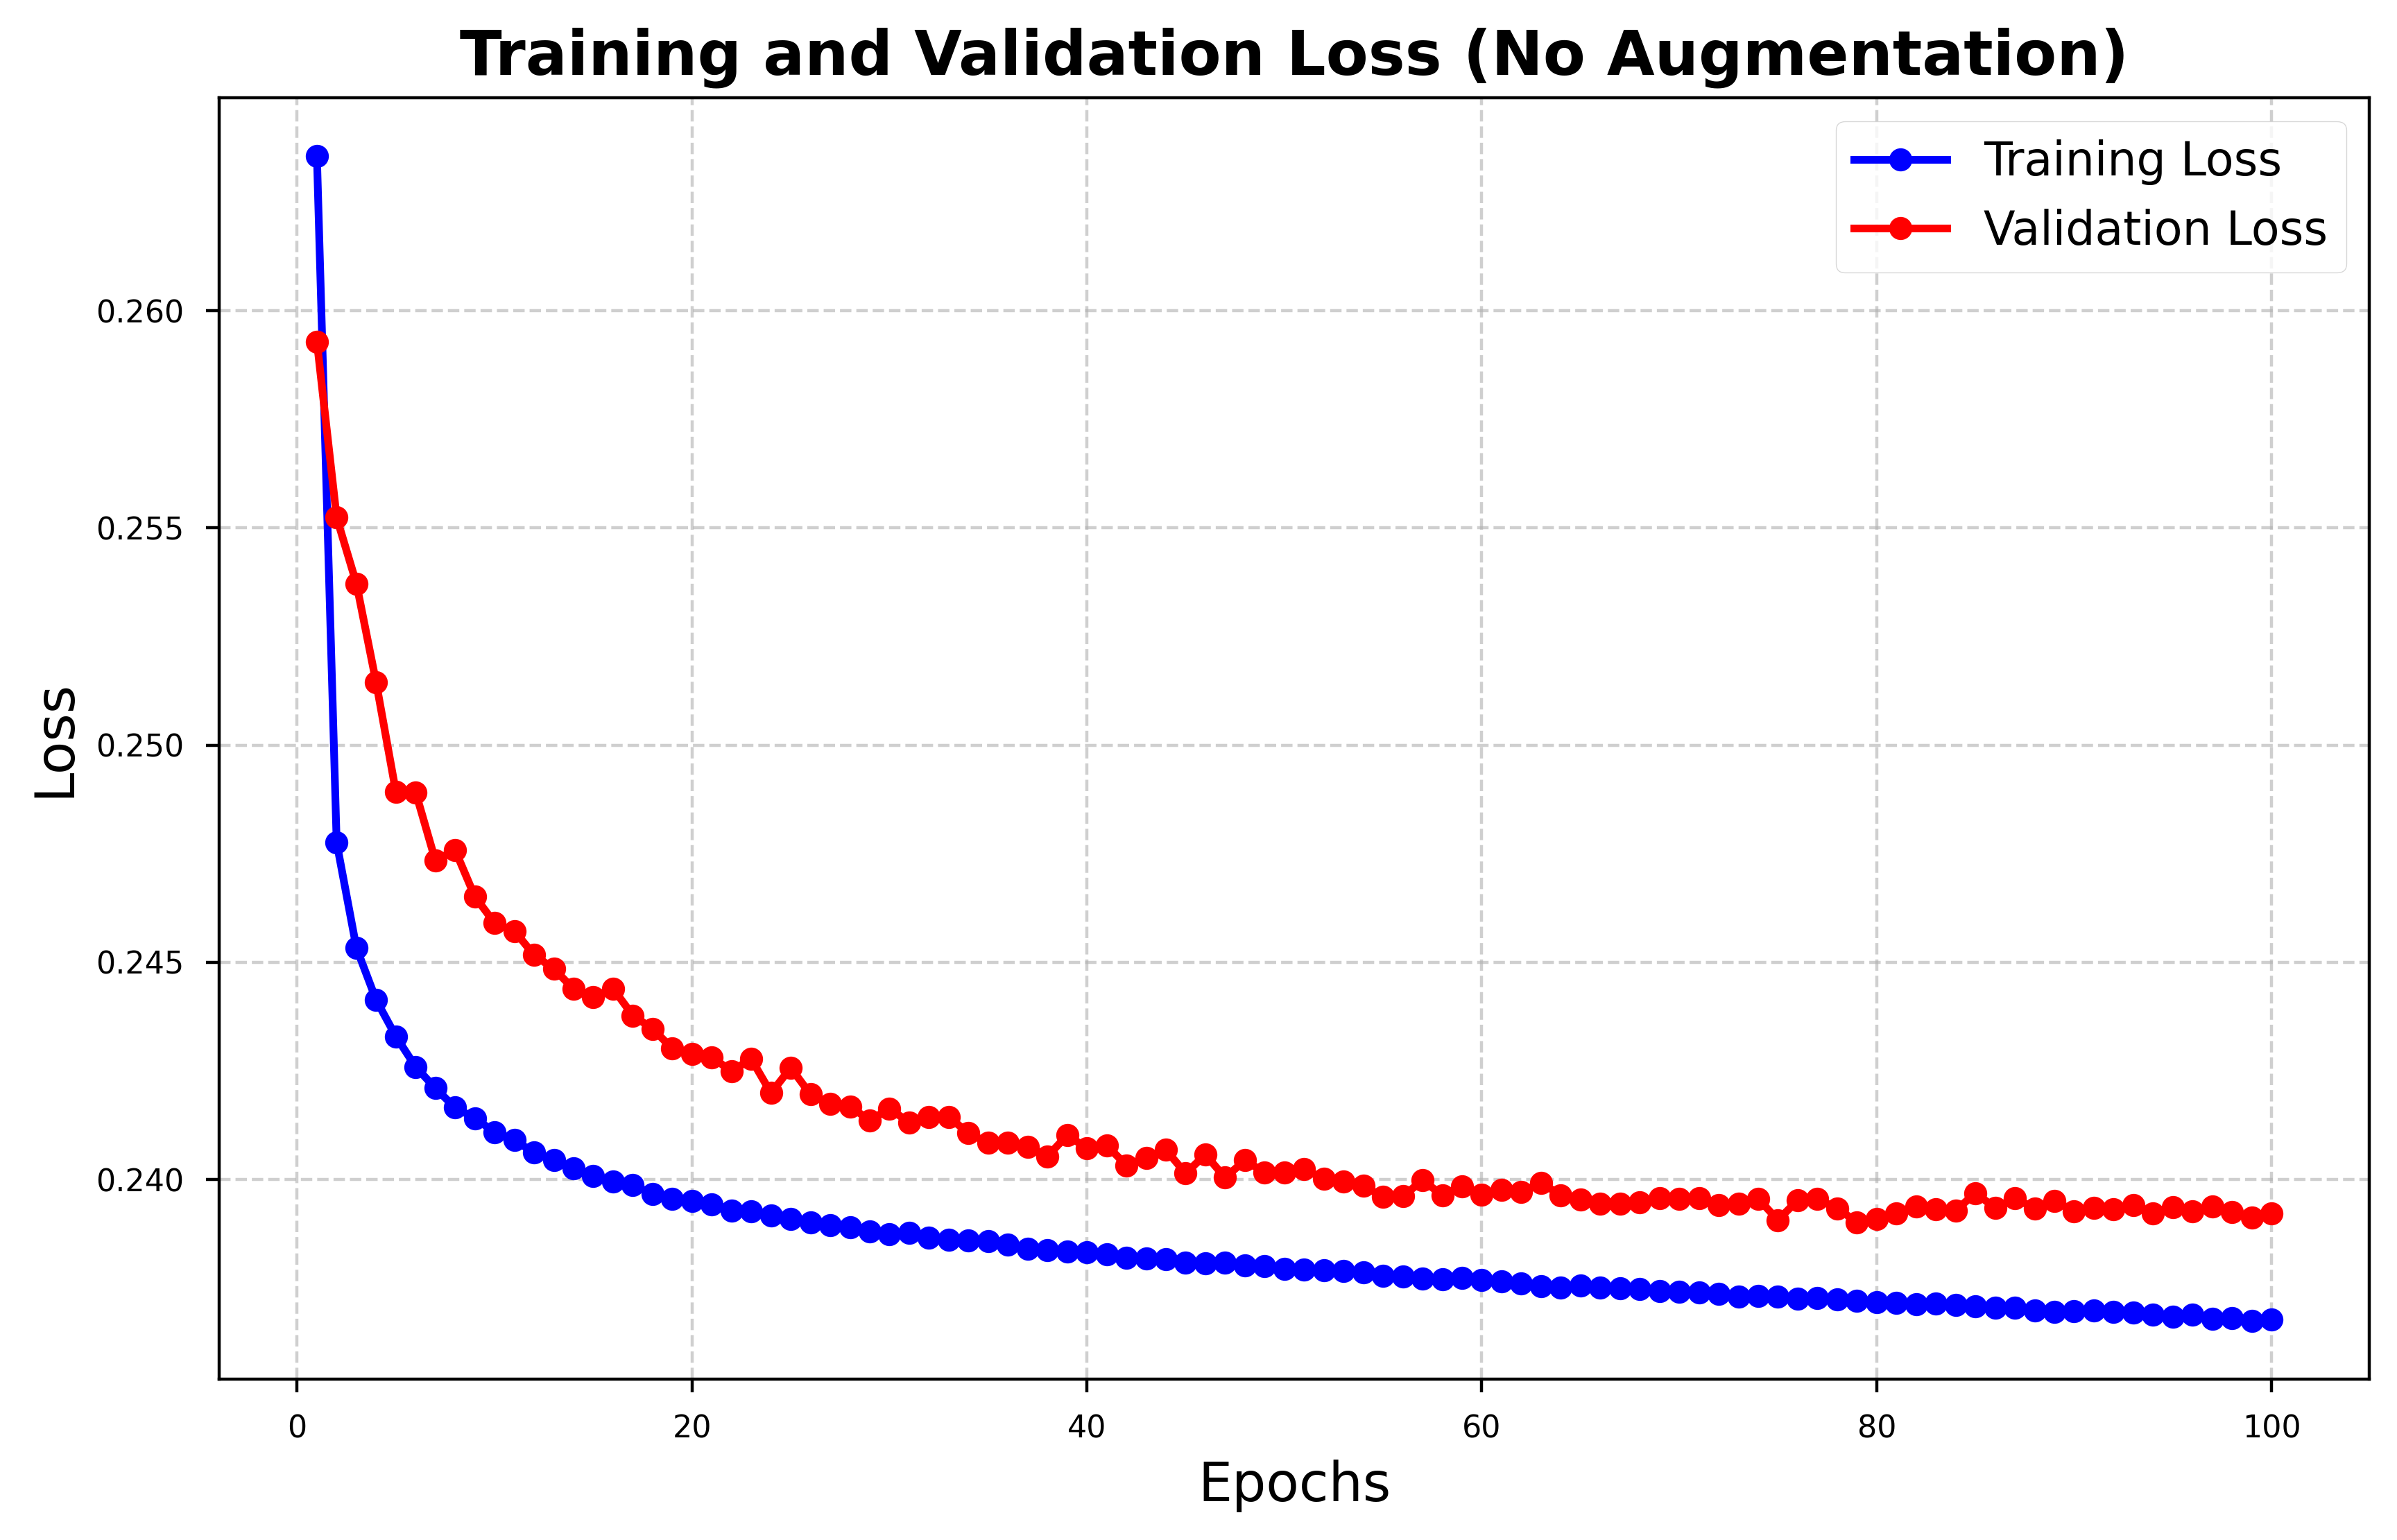 Training and Validation Loss (No Augmentation)
Training Loss
Validation Loss
0.260
0.255
0.250
0.245
0.240
Loss
0 20 40 60 80 100
Epochs